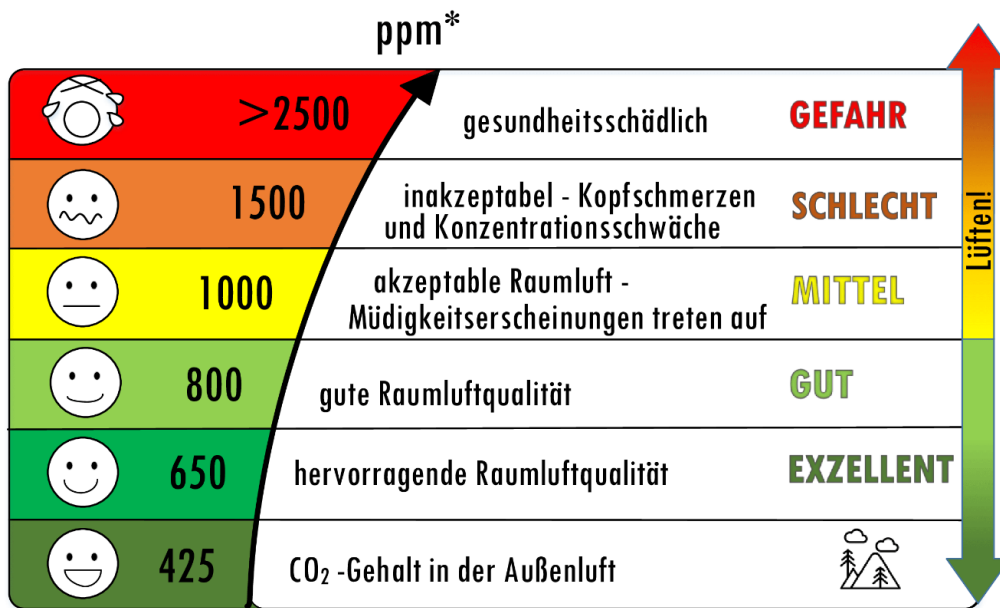 ppm*
>2500 gesundheitsschädlich GEFAHR
1500 inakzeptabel - Kopfschmerzen und Konzentrationsschwäche SCHLECHT
1000 akzeptable Raumluft - Müdigkeitserscheinungen treten auf MITTEL
800 gute Raumluftqualität GUT
650 hervorragende Raumluftqualität EXZELLENT
425 CO₂ -Gehalt in der Außenluft
Lüften!